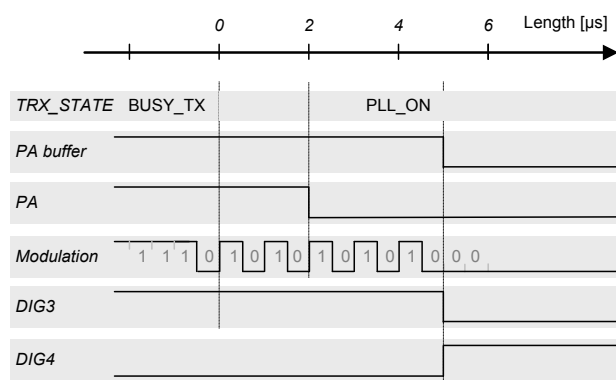 0 2 4 6 Length [µs]
TRX_STATE BUSY_TX PLL_ON
PA buffer
PA
Modulation 1 1 1 0 1 0 1 0 1 0 1 0 1 0 0 0
DIG3
DIG4